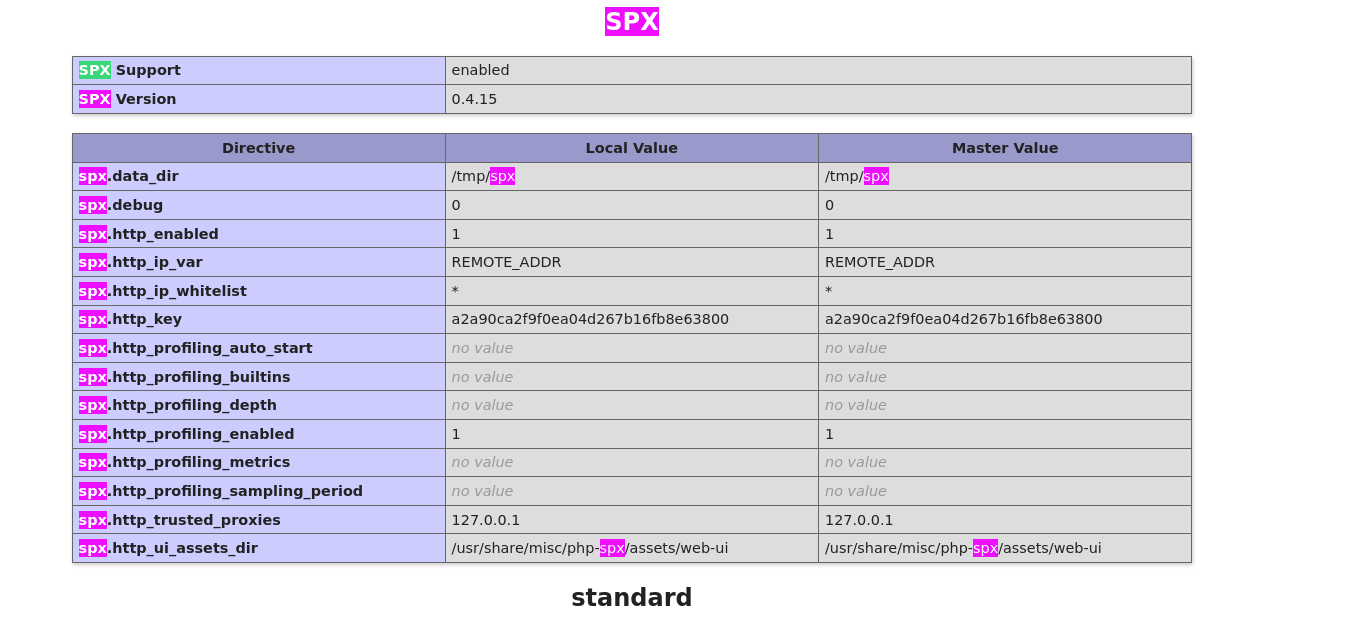 SPX
SPX Support enabled
SPX Version 0.4.15
Directive Local Value Master Value
spx.data_dir /tmp/spx /tmp/spx
spx.debug 0 0
spx.http_enabled 1 1
spx.http_ip_var REMOTE_ADDR REMOTE_ADDR
spx.http_ip_whitelist * *
spx.http_key a2a90ca2f9f0ea04d267b16fb8e63800 a2a90ca2f9f0ea04d267b16fb8e63800
spx.http_profiling_auto_start no value no value
spx.http_profiling_builtins no value no value
spx.http_profiling_depth no value no value
spx.http_profiling_enabled 1 1
spx.http_profiling_metrics no value no value
spx.http_profiling_sampling_period no value no value
spx.http_trusted_proxies 127.0.0.1 127.0.0.1
spx.http_ui_assets_dir /usr/share/misc/php-spx/assets/web-ui /usr/share/misc/php-spx/assets/web-ui
standard